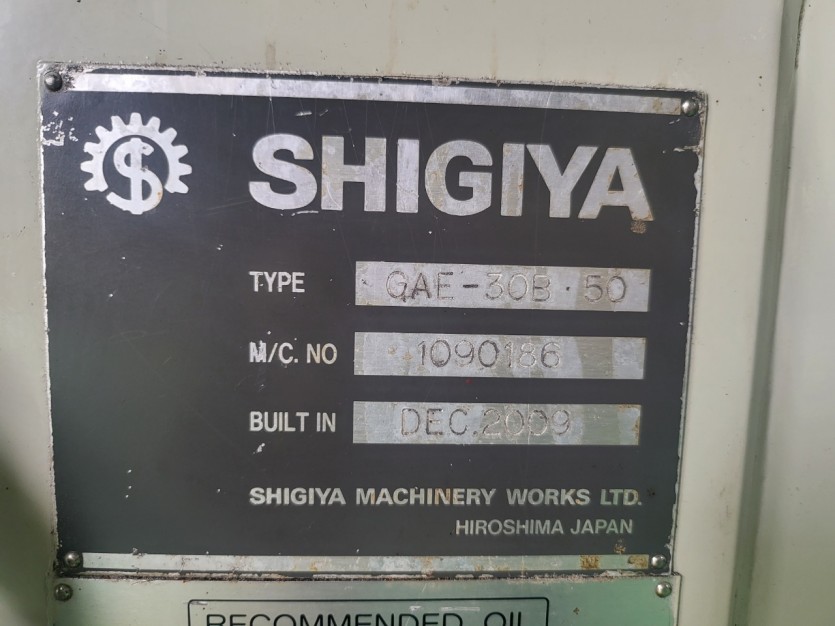 SHIGIYA
TYPE GAE-30B·50
M/C. NO 1090186
BUILT IN DEC.2009
SHIGIYA MACHINERY WORKS LTD.
HIROSHIMA JAPAN
RECOMMENDED OIL